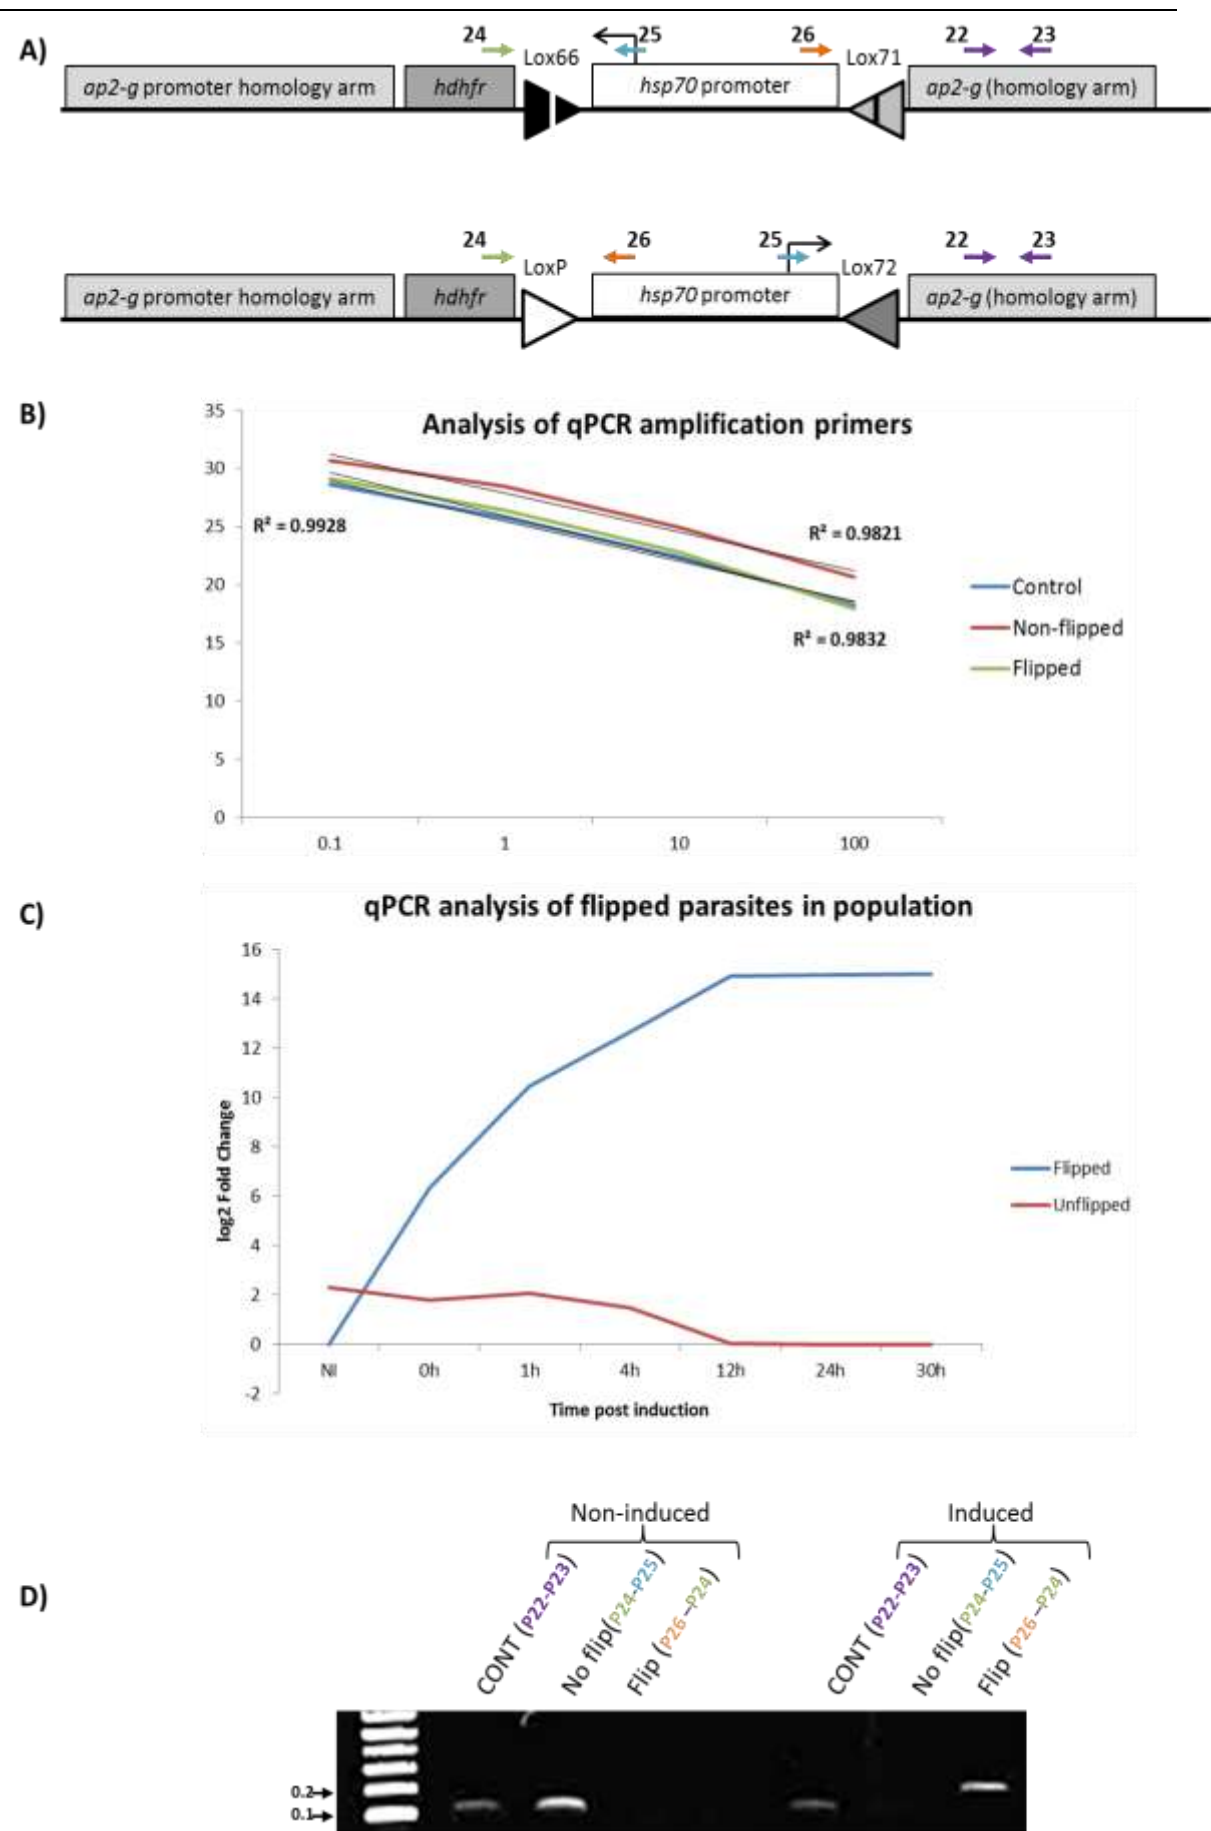 A)
24 25 26 22 23
Lox66 Lox71
ap2-g promoter homology arm hdhfr hsp70 promoter ap2-g (homology arm)
24 26 25 22 23
LoxP Lox72
ap2-g promoter homology arm hdhfr hsp70 promoter ap2-g (homology arm)
B)
Analysis of qPCR amplification primers
35
30
25
20
15
10
5
0
R² = 0.9928
R² = 0.9821
R² = 0.9832
Control
Non-flipped
Flipped
0.1 1 10 100
C)
qPCR analysis of flipped parasites in population
16
14
12
10
8
6
4
2
0
-2
log2 Fold Change
Flipped
Unflipped
NI 0h 1h 4h 12h 24h 30h
Time post induction
D)
Non-induced Induced
CONT (P22-P23)
No flip(P24-P25)
Flip (P26–P24)
CONT (P22-P23)
No flip(P24-P25)
Flip (P26–P24)
0.2
0.1